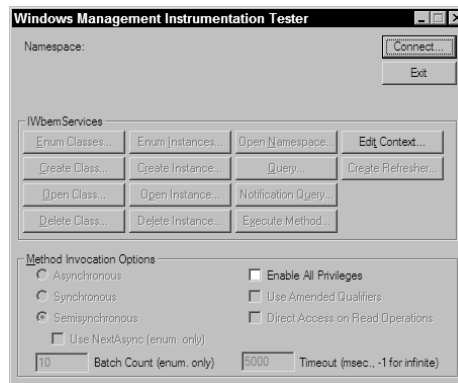 Windows Management Instrumentation Tester
Namespace:
Connect...
Exit
IWbemServices
Enum Classes... Enum Instances... Open Namespace... Edit Context...
Create Class... Create Instance... Query... Create Refresher...
Open Class... Open Instance... Notification Query...
Delete Class... Delete Instance... Execute Method...
Method Invocation Options
Asynchronous Enable All Privileges
Synchronous Use Amended Qualifiers
Semisynchronous Direct Access on Read Operations
Use NextAsync (enum. only)
10 Batch Count (enum. only) 5000 Timeout (msec., -1 for infinite)